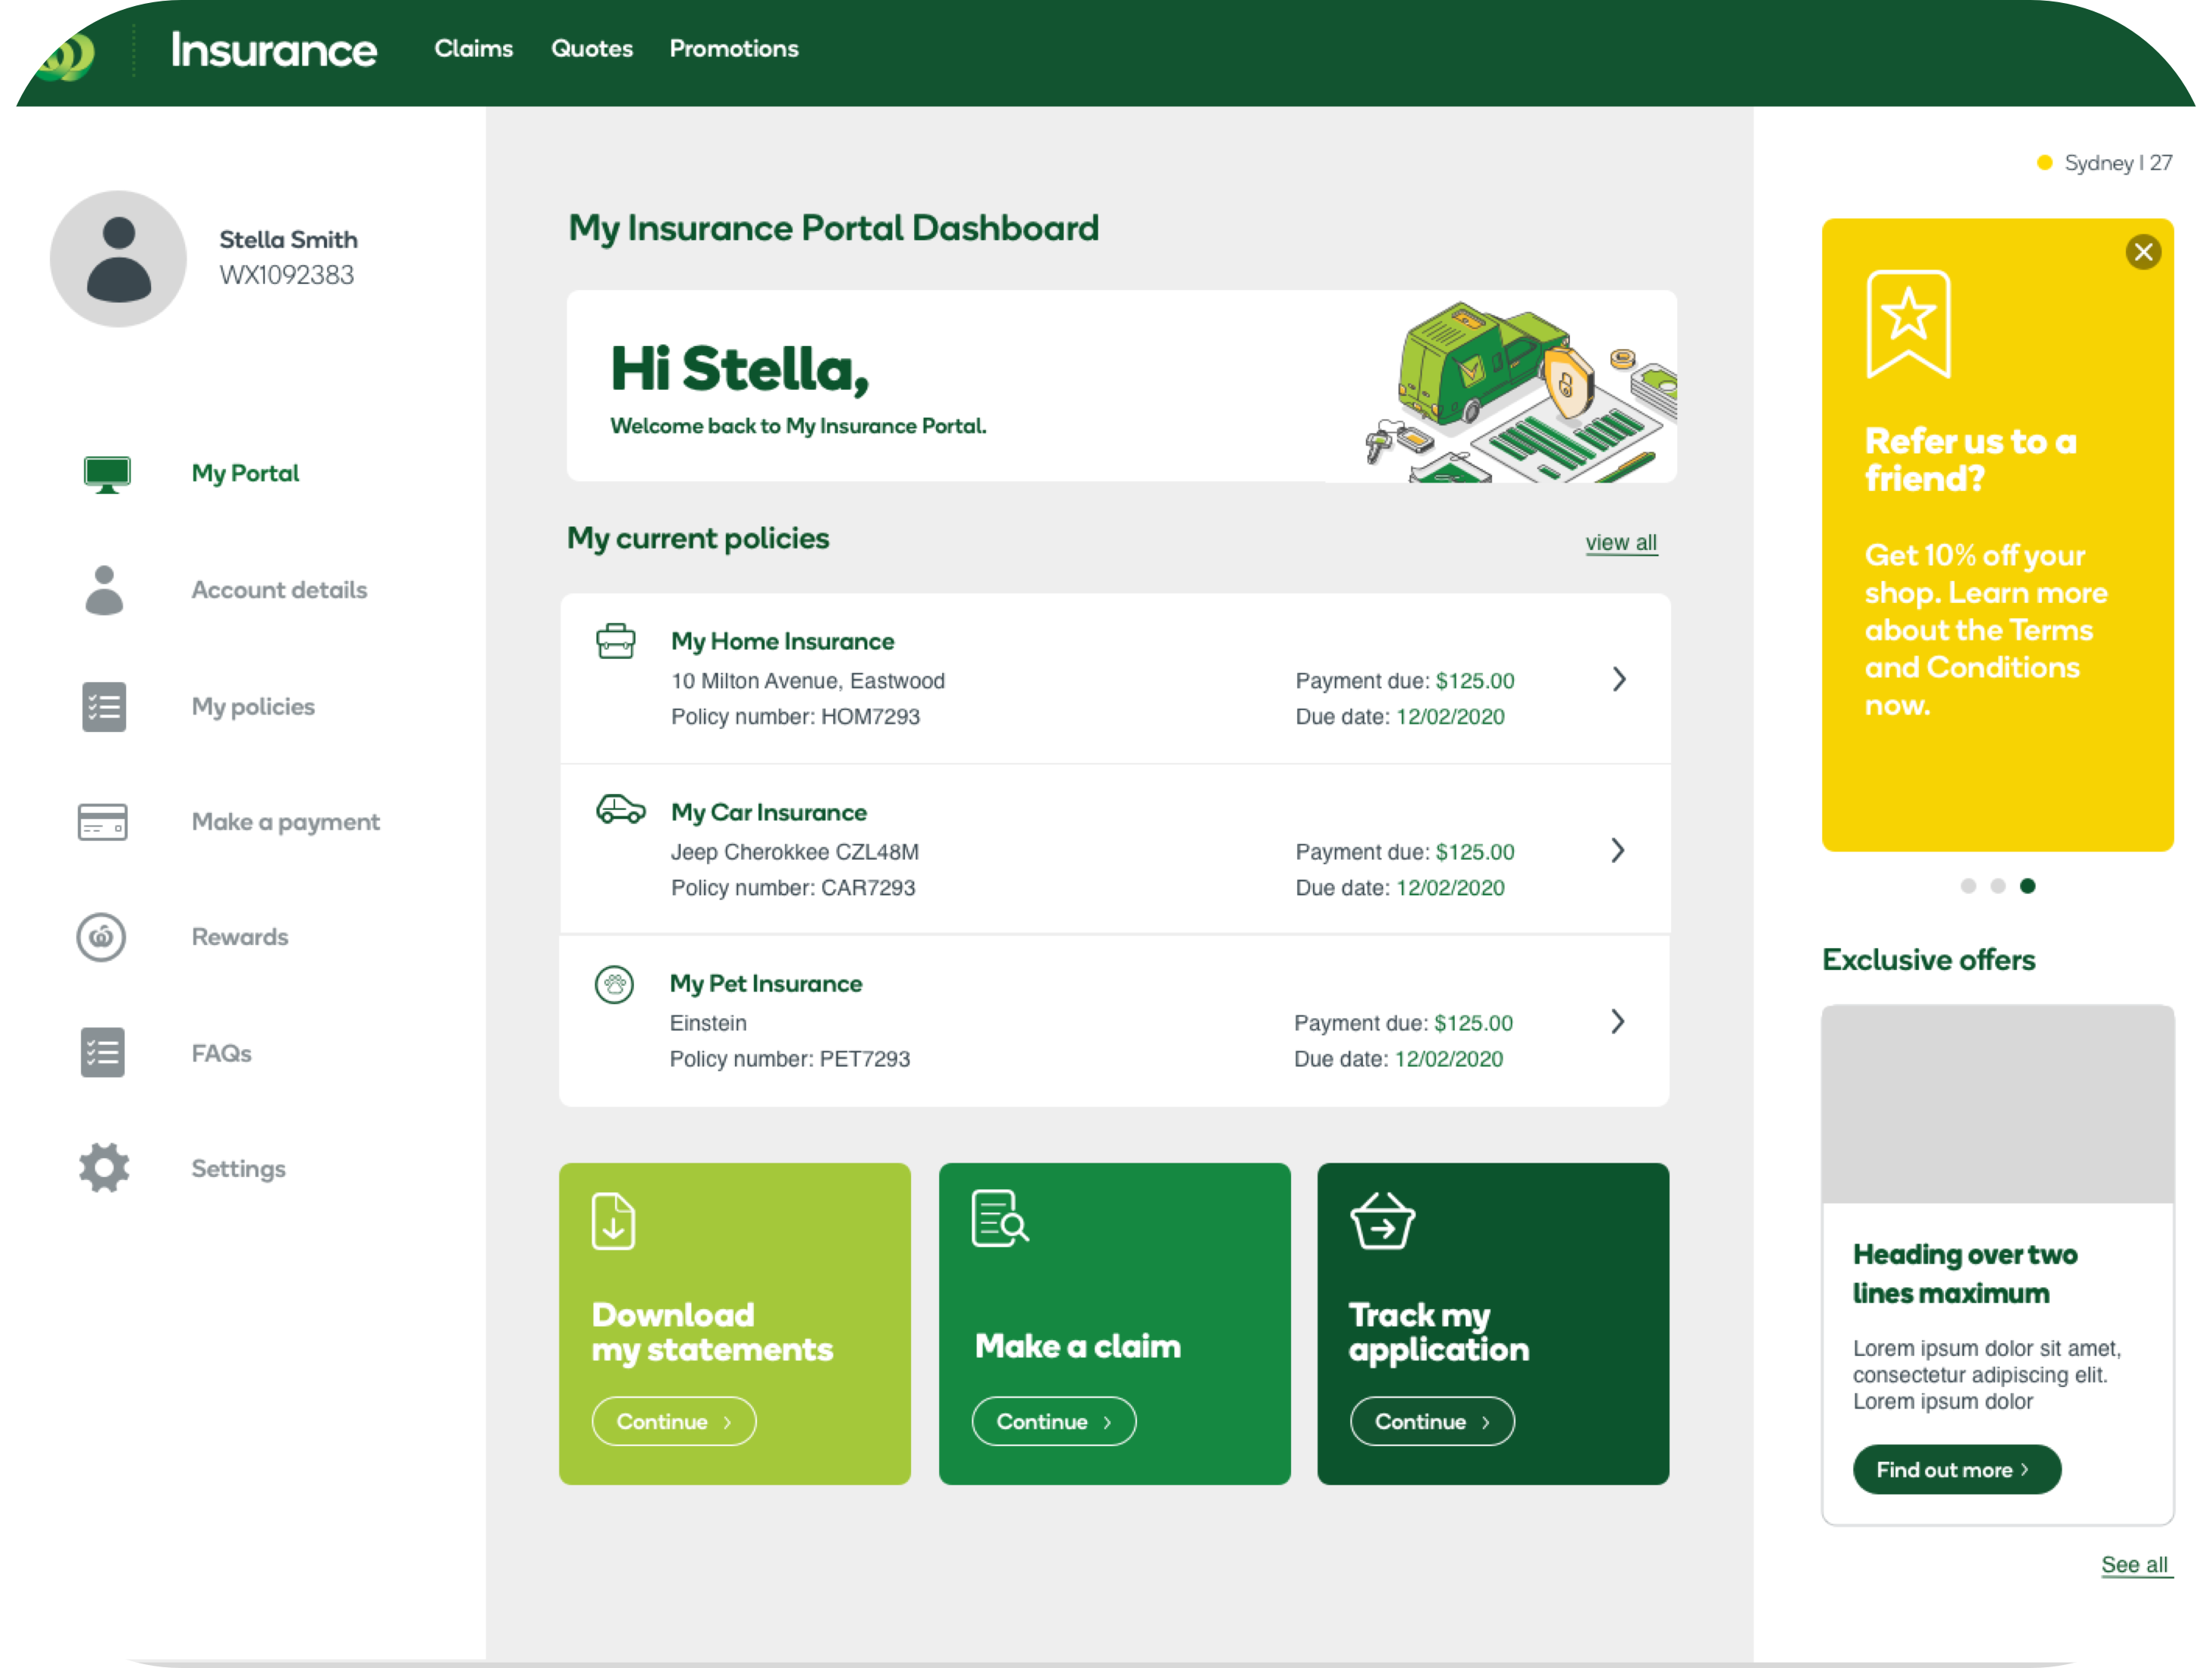 Insurance
Claims
Quotes
Promotions
Sydney | 27
Stella Smith
WX1092383
My Portal
Account details
My policies
Make a payment
Rewards
FAQs
Settings
My Insurance Portal Dashboard
Hi Stella,
Welcome back to My Insurance Portal.
My current policies
view all
My Home Insurance
10 Milton Avenue, Eastwood
Policy number: HOM7293
Payment due: $125.00
Due date: 12/02/2020
My Car Insurance
Jeep Cherokkee CZL48M
Policy number: CAR7293
Payment due: $125.00
Due date: 12/02/2020
My Pet Insurance
Einstein
Policy number: PET7293
Payment due: $125.00
Due date: 12/02/2020
Download
my statements
Continue
Make a claim
Continue
Track my
application
Continue
Refer us to a
friend?
Get 10% off your
shop. Learn more
about the Terms
and Conditions
now.
Exclusive offers
Heading over two
lines maximum
Lorem ipsum dolor sit amet,
consectetur adipiscing elit.
Lorem ipsum dolor
Find out more
See all